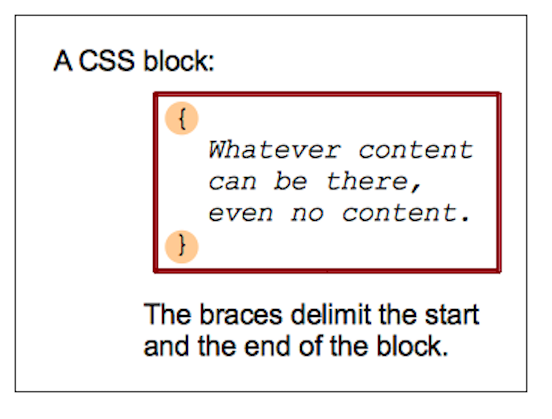 A CSS block:
{
Whatever content
can be there,
even no content.
}
The braces delimit the start
and the end of the block.